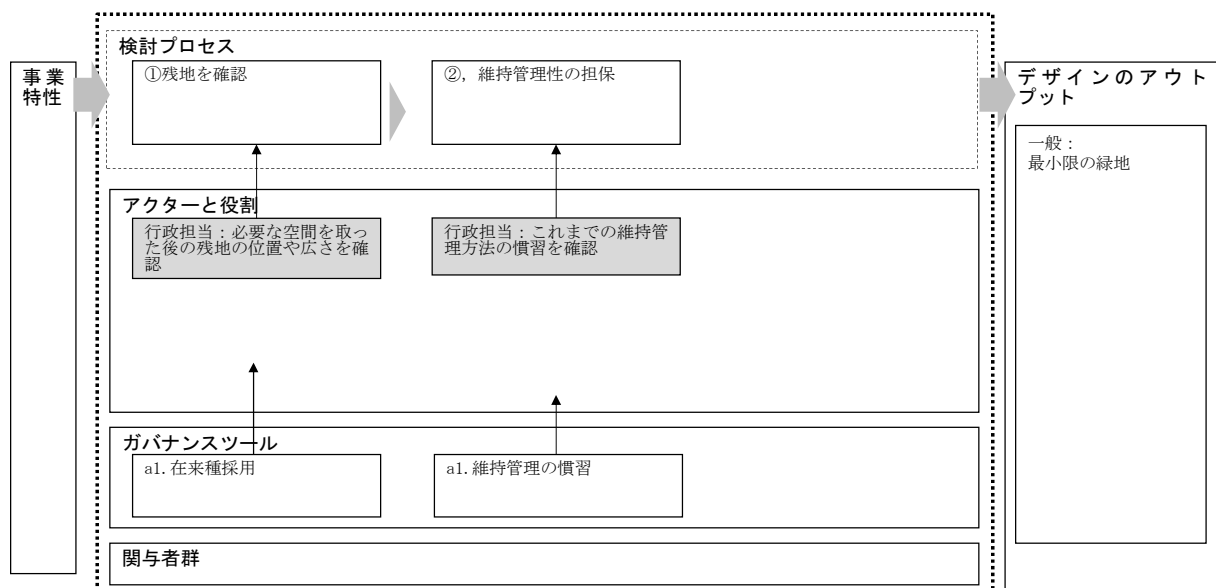 事業
特性
検討プロセス
①残地を確認
②，維持管理性の担保
アクターと役割
行政担当：必要な空間を取っ
た後の残地の位置や広さを確
認
行政担当：これまでの維持管
理方法の慣習を確認
ガバナンスツール
a1.在来種採用
a1.維持管理の慣習
関与者群
デザインのアウト
プット
一般：
最小限の緑地